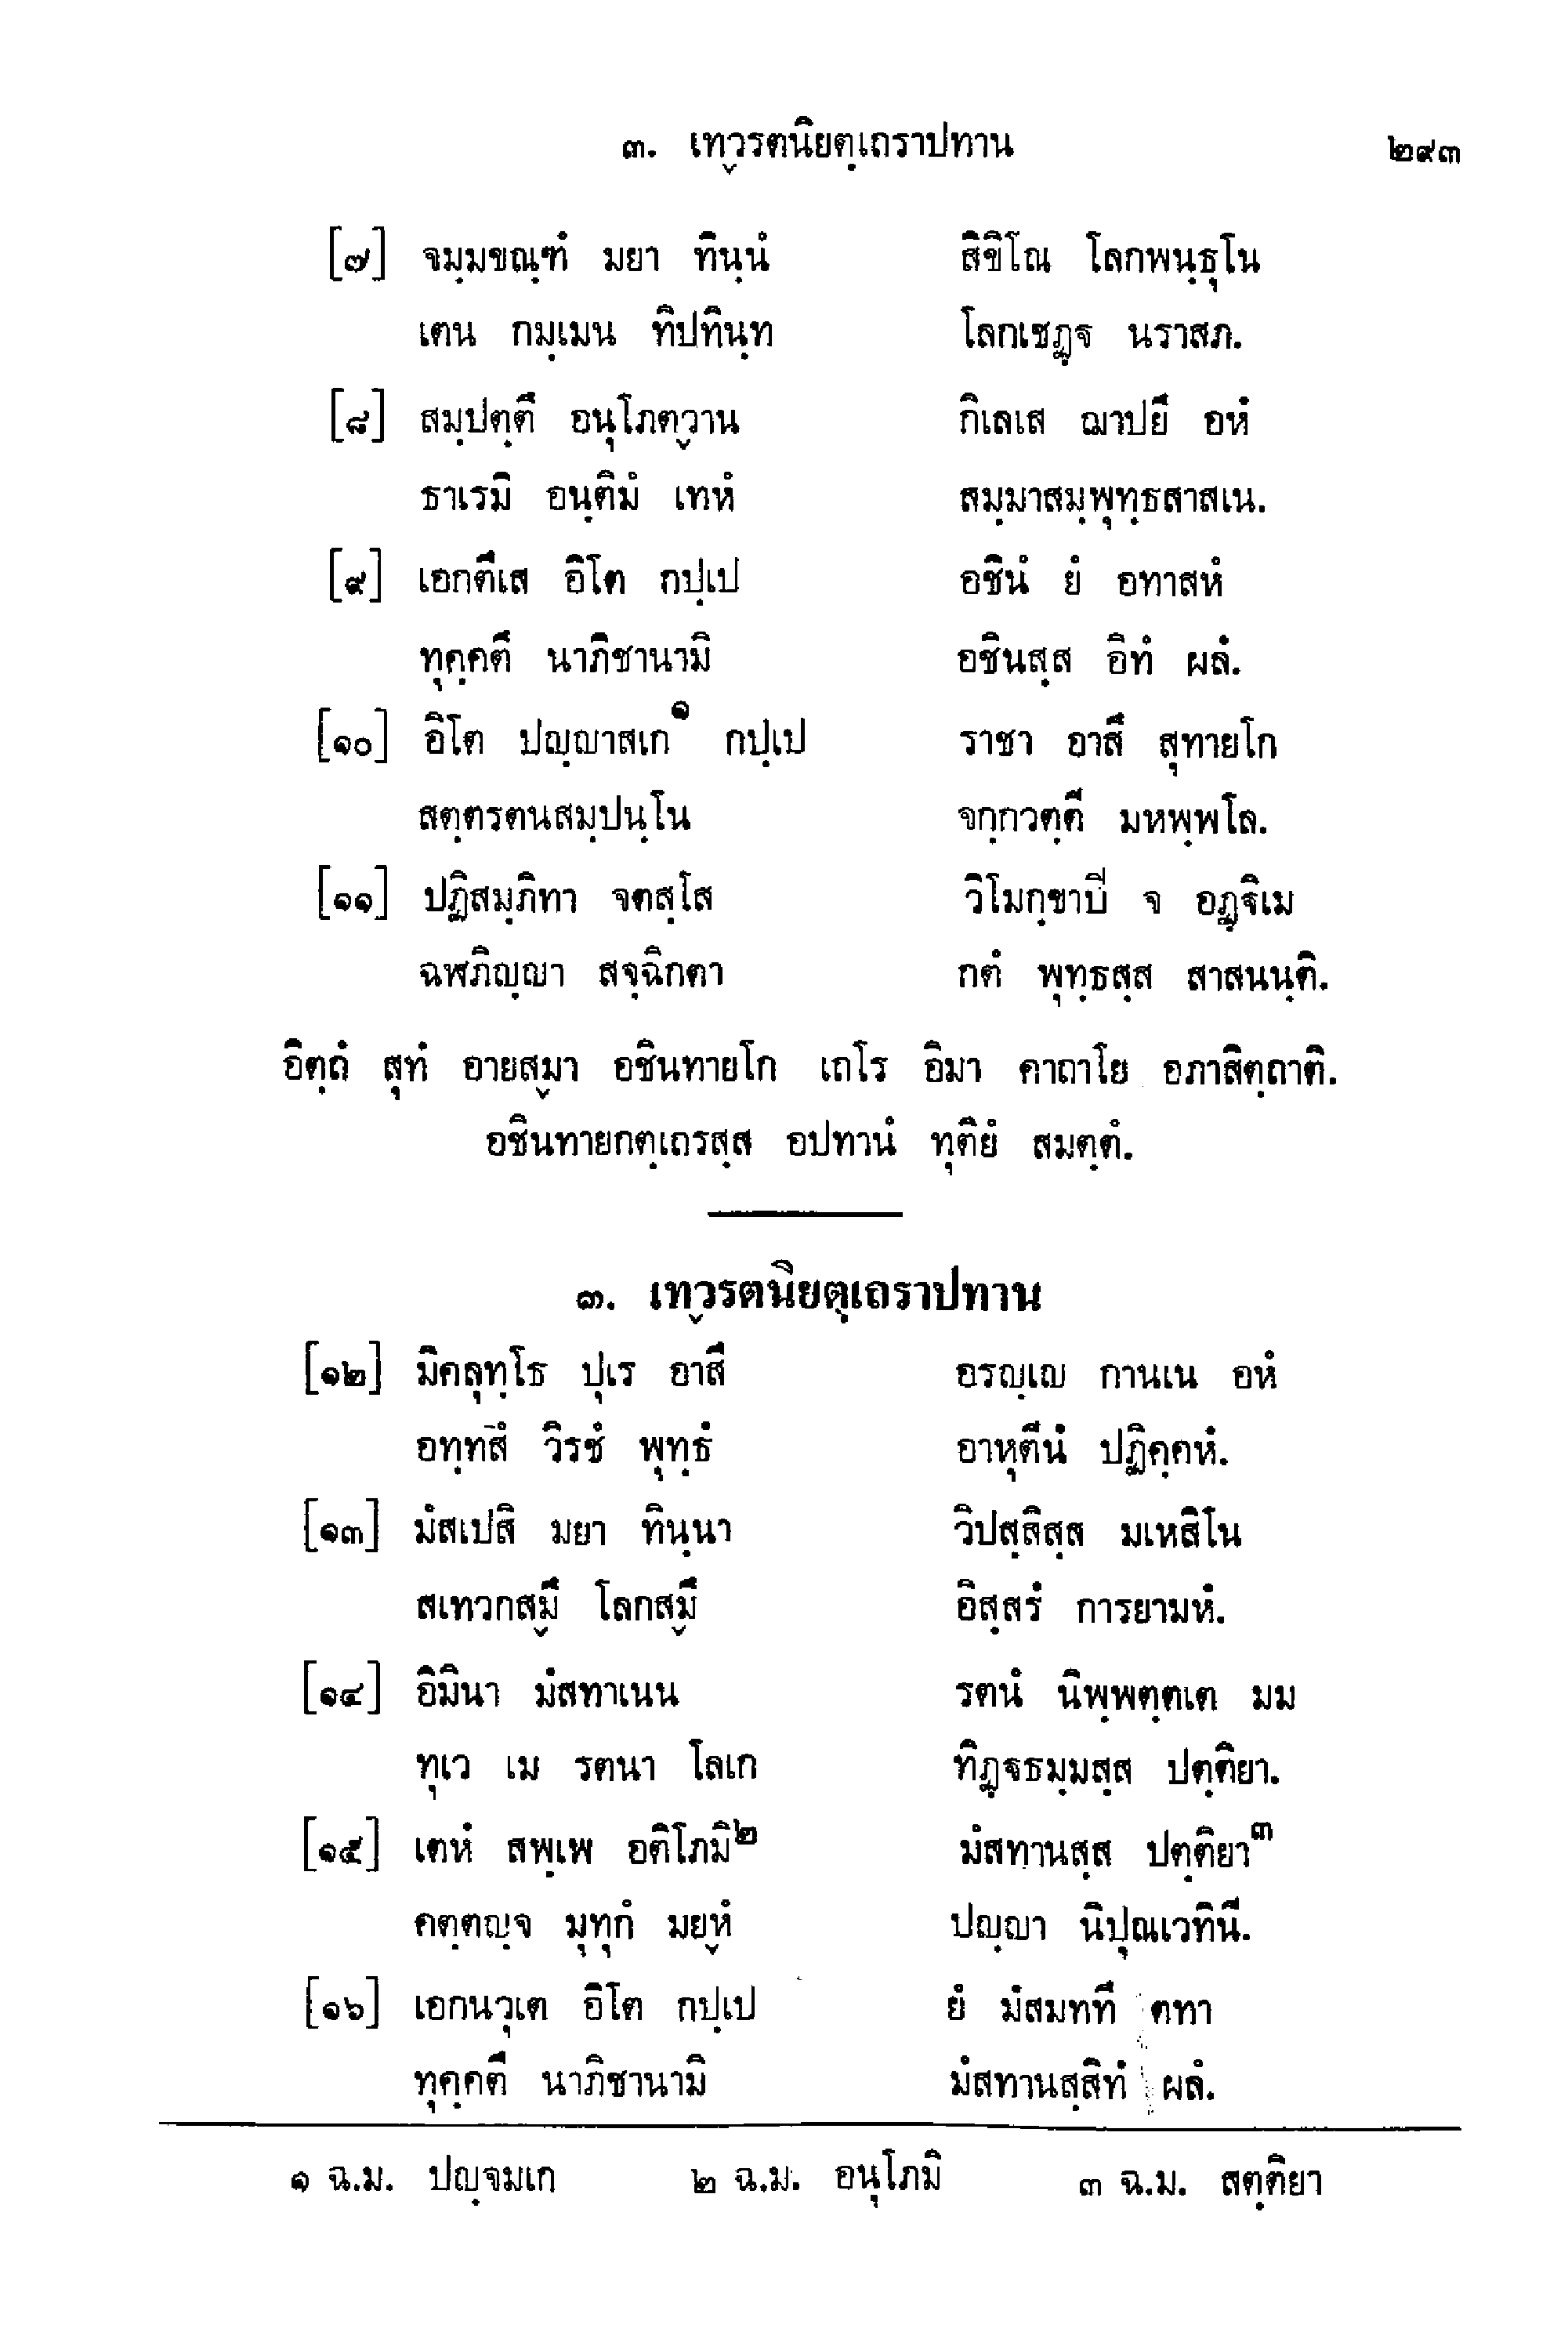 ๓. เทฺวรตนิยตฺเถราปทาน ๒๙๓
[๗] จมฺมขณฺฑํ มยา ทินฺนํ สิขิโณ โลกพนฺธุโน
เตน กมฺเมน ทิปทินฺท โลกเชฏฺฐ นราสภ.
[๘] สมฺปตฺตึ อนุโภตฺวาน กิเลเส ฌาปยึ อหํ
ธาเรมิ อนฺติมํ เทหํ สมฺมาสมฺพุทฺธสาสเน.
[๙] เอกตึเส อิโต กปฺเป อชินํ ยํ อทาสหํ
ทุคฺคตึ นาภิชานามิ อชินสฺส อิทํ ผลํ.
[๑๐] อิโต ปญฺญาสเก๑ กปฺเป ราชา อาสึ สุทายโก
สตฺตรตนสมฺปนฺโน จกฺกวตฺตี มหพฺพโล.
[๑๑] ปฏิสมฺภิทา จตสฺโส วิโมกฺขาปิ จ อฏฺฐิเม
ฉฬภิญฺญา สจฺฉิกตา กตํ พุทฺธสฺส สาสนนฺติ.
อิตฺถํ สุทํ อายสฺมา อชินทายโก เถโร อิมา คาถาโย อภาสิตฺถาติ.
อชินทายกตฺเถรสฺส อปทานํ ทุติยํ สมตฺตํ.
๓. เทฺวรตนิยตฺเถราปทาน
[๑๒] มิคลุทฺโธ ปุเร อาสึ อรญฺเญ กานเน อหํ
อทฺทสํ วิรชํ พุทฺธํ อาหุตีนํ ปฏิคฺคหํ.
[๑๓] มํสเปสิ มยา ทินฺนา วิปสฺสิสฺส มเหสิโน
สเทวกสฺมึ โลกสฺมึ อิสฺสรํ การยามหํ.
[๑๔] อิมินา มํสทาเนน รตนํ นิพฺพตฺตเต มม
ทุเว เม รตนา โลเก ทิฏฺฐธมฺมสฺส ปตฺติยา.
[๑๕] เตหํ สพฺเพ อติโภมิ๒ มํสทานสฺส ปตฺติยา๓
คตฺตญฺจ มุทุกํ มยฺหํ ปญฺญา นิปุณเวทินี.
[๑๖] เอกนวุเต อิโต กปฺเป ยํ มํสมททึ ตทา
ทุคฺคตึ นาภิชานามิ มํสทานสฺสิทํ ผลํ.
๑ ฉ.ม. ปญฺจมเก ๒ ฉ.ม. อนุโภมิ ๓ ฉ.ม. สตฺติยา